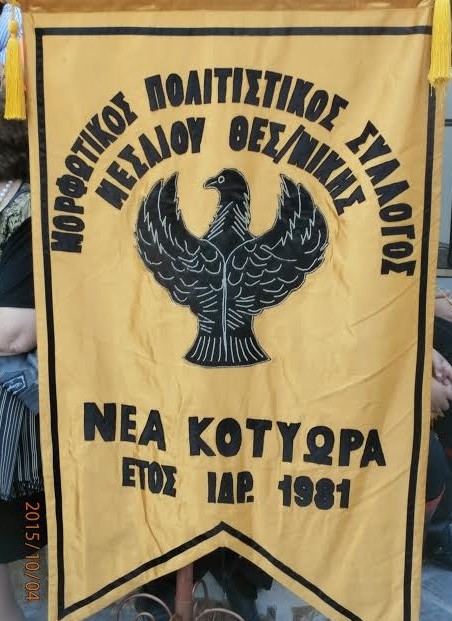 ΜΟΡΦΩΤΙΚΟΣ ΠΟΛΙΤΙΣΤΙΚΟΣ ΣΥΛΛΟΓΟΣ
ΜΕΣΑΙΟΥ ΘΕΣ/ΝΙΚΗΣ
ΝΕΑ ΚΟΤΥΩΡΑ
ΕΤΟΣ ΙΔΡ. 1981
2015/10/04